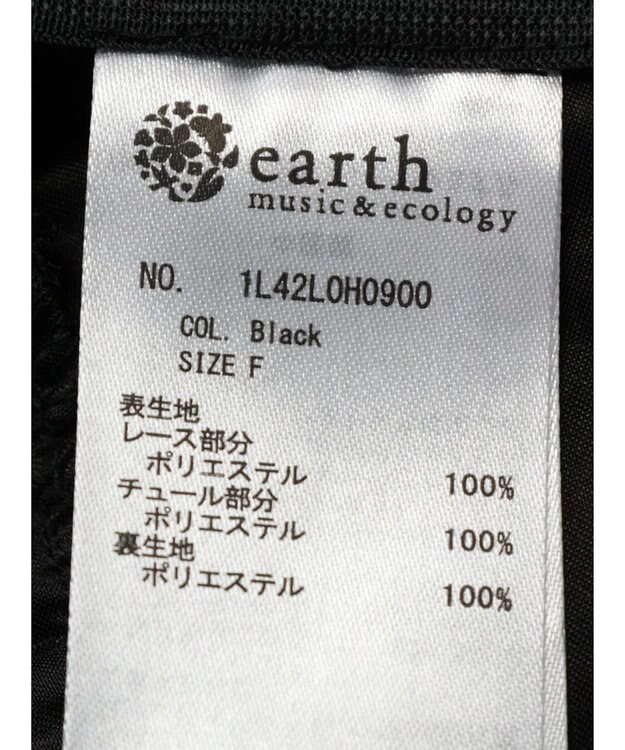 earth
music & ecology
NO. 1L42L0H0900
COL. Black
SIZE F
表生地
レース部分
ポリエステル 100%
チュール部分
ポリエステル 100%
裏生地
ポリエステル 100%